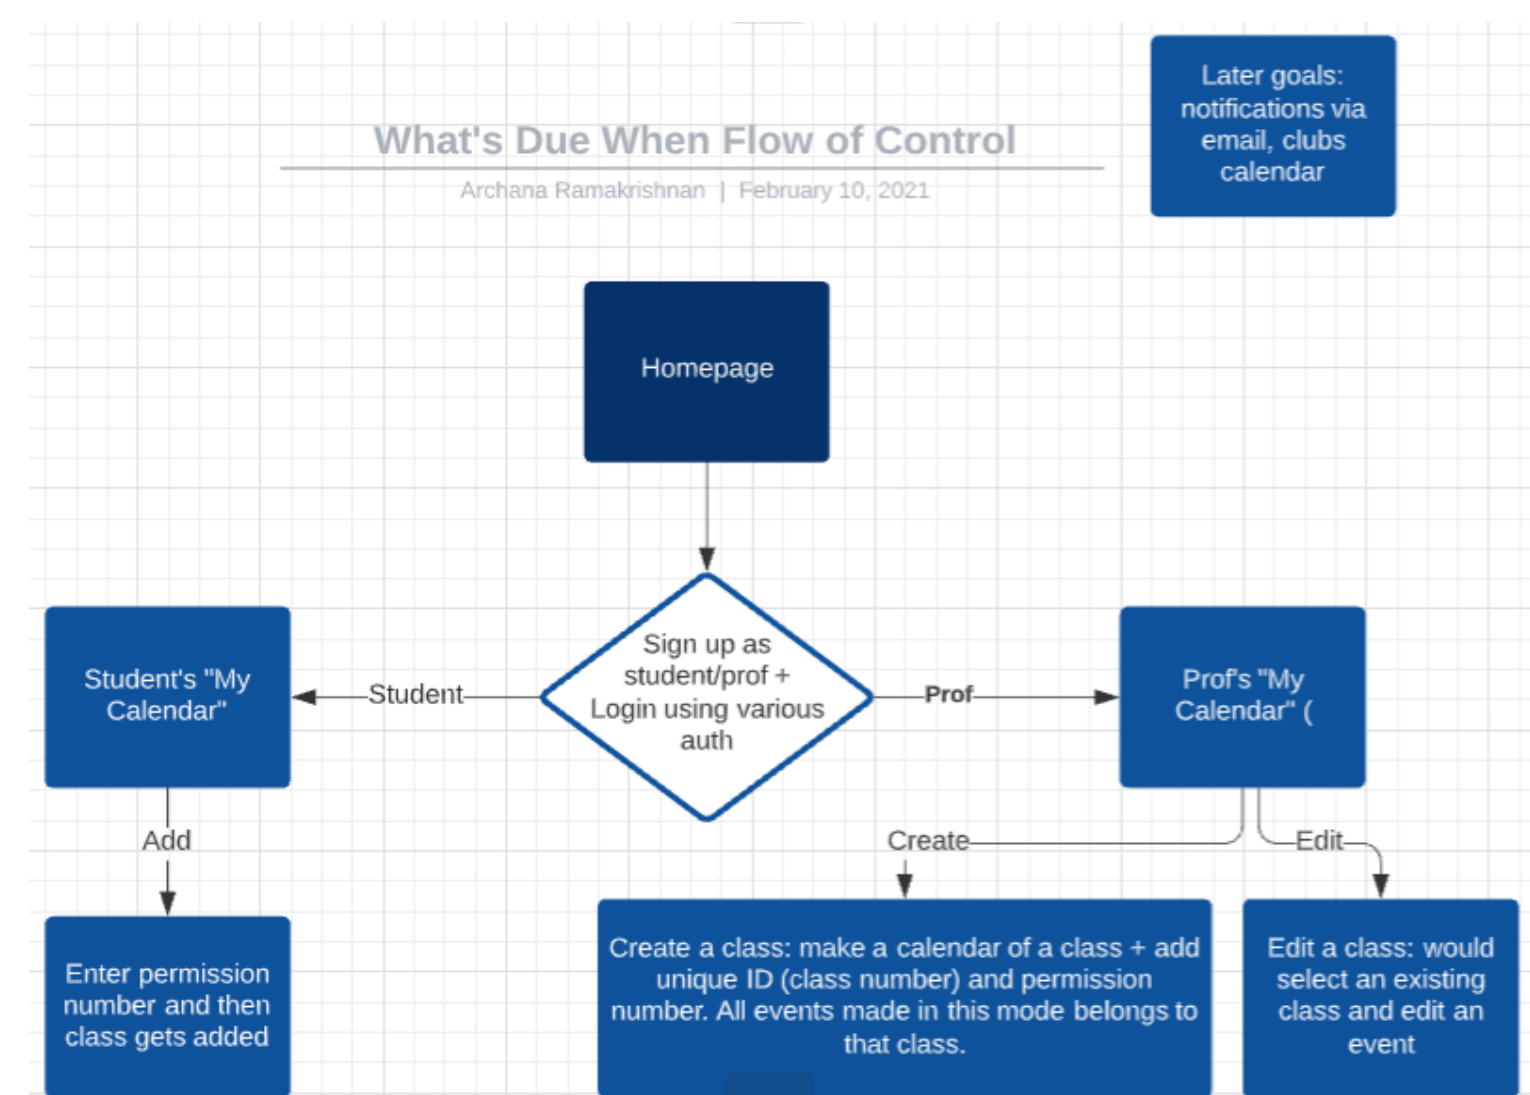 Later goals:
notifications via
email, clubs
calendar
What's Due When Flow of Control
Archana Ramakrishnan | February 10, 2021
Homepage
Sign up as
student/prof +
Login using various
auth
Student
Prof
Student's "My
Calendar"
Prof's "My
Calendar" (
Add
Create
Edit
Enter permission
number and then
class gets added
Create a class: make a calendar of a class + add
unique ID (class number) and permission
number. All events made in this mode belongs to
that class.
Edit a class: would
select an existing
class and edit an
event